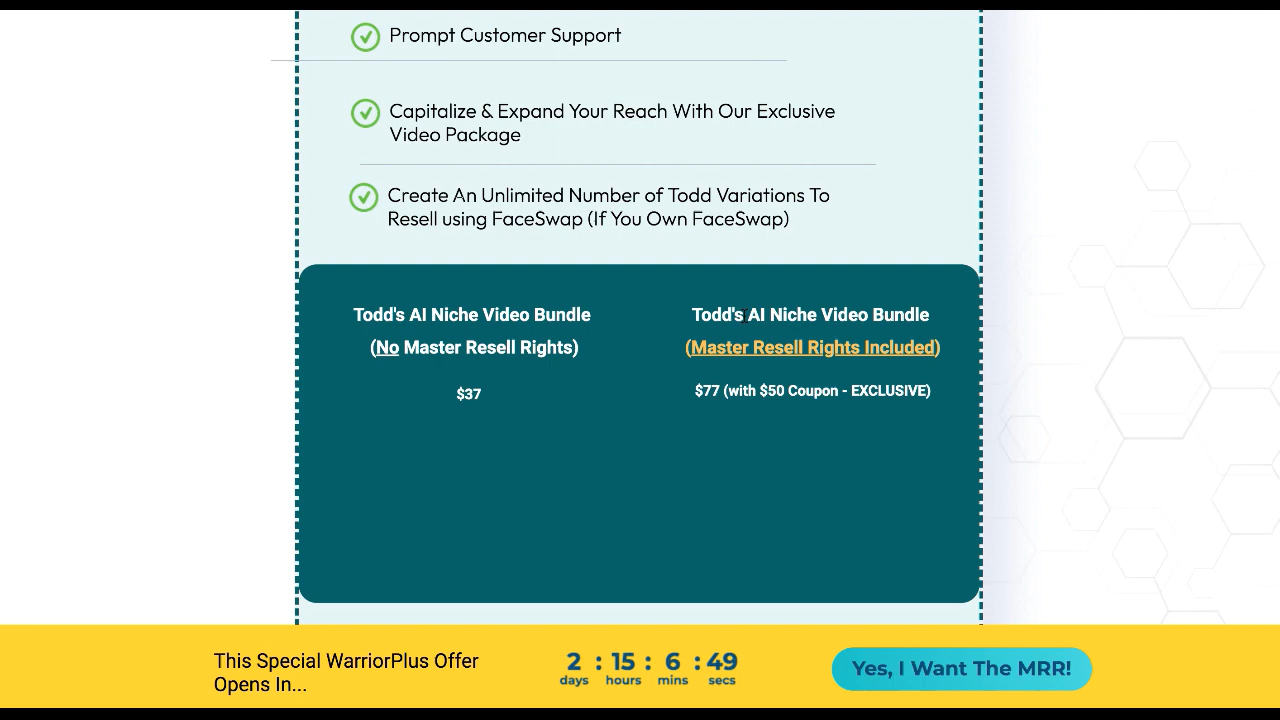 Prompt Customer Support
Capitalize & Expand Your Reach With Our Exclusive
Video Package
Create An Unlimited Number of Todd Variations To
Resell using FaceSwap (If You Own FaceSwap)
Todd's AI Niche Video Bundle
(No Master Resell Rights)
$37
Todd's AI Niche Video Bundle
(Master Resell Rights Included)
$77 (with $50 Coupon - EXCLUSIVE)
This Special WarriorPlus Offer
Opens In...
2 : 15 : 6 : 49
days hours mins secs
Yes, I Want The MRR!